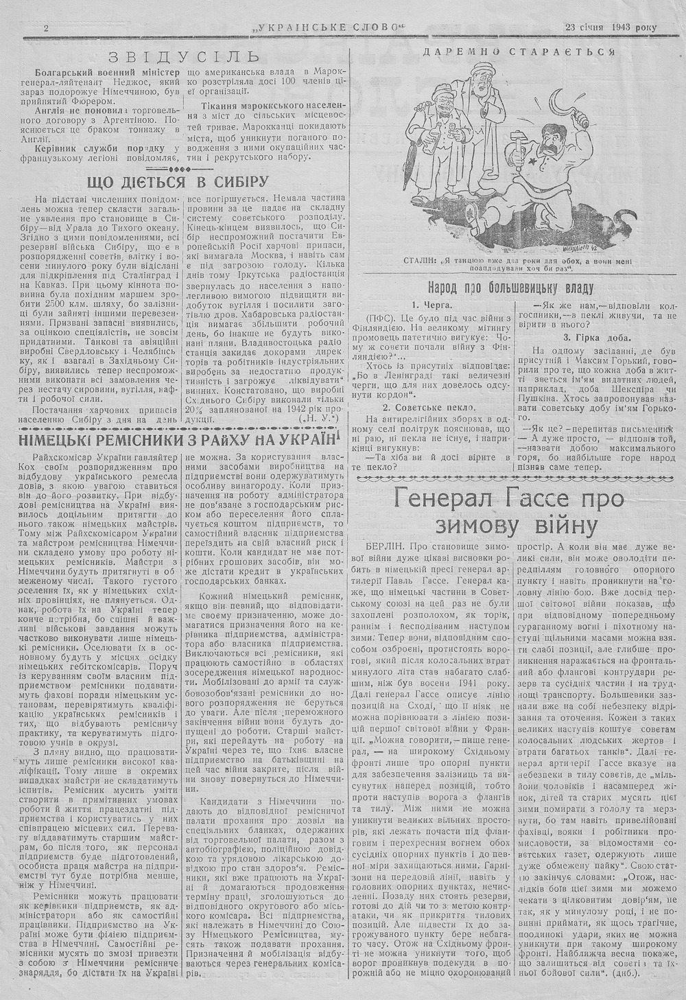 2
„УКРАІНСЬКЕ СЛОВО“
23 січня 1943 року
ЗВІДУСІЛЬ
Болгарський воєнний міністер
генерал-ляйтенант Неджос, який
зараз подорожує Німеччиною, був
прийнятий Фюрером.
Англія не поновила торговель-
ного договору з Аргентіною. По-
яснюється це браком тоннажу в
Англії.
Керівник служби порядку у
французькому легіоні повідомляє,
що американська влада в Марок-
ко розстріляла досі 100 членів ці-
єї організації.
Тікання мароккського населен-
ня з міст до сільських місцевос-
тей триває. Марокканці покидають
міста, щоб уникнути поганого по-
водження з ними окупаційних час-
тин і рекрутського набору.
ЩО ДІЄТЬСЯ В СИБІРУ
На підставі численних повідом-
лень можна тепер скласти загаль-
не уявлення про становище в Си-
біру—від Урала до Тихого океану.
Згідно з цими повідомленнями, всі
резервні війська Сибіру, що є в
розпорядженні советів, влітку і во-
сени минулого року були відіслані
для підкріплення під Сталінград і
на Кавказ. При цьому кіннота по-
винна була похідним маршем зро-
бити 2500 клм. шляху, бо залізни-
ці були зайняті іншими перевезен-
нями. Призвані запасні виявились,
за оцінкою спеціялістів, не зовсім
придатними. Танкові та авіяційні
виробні Свердловську і Челябінсь-
ку, як і взагалі в Західньому Си-
біру, виявились тепер неспромож-
ними виконати всі замовлення че-
рез нестачу сировини, вугілля, наф-
ти і робочої сили.
Постачання харчових припасів
населенню Сибіру з дня на день
все погіршується. Немала частина
провини за це падає на складну
систему советського розподілу.
Кінець-кінцем виявилось, що Си-
бір неспроможний постачити Ев-
ропейській Росії харчові припаси,
які вимагала Москва, і навіть сам
є під загрозою голоду. Кілька
днів тому Іркутська радіостанція
звернулась до населення з напо-
легливою вимогою підвищити ви-
добуток вугілля і посилити заго-
тівлю дров. Хабаровська радіостан-
ція вимагає збільшити робочий
день, бо інакше не будуть вико-
нані пляни. Владивостоцька радіо
станція закидає докорами дирек-
торів та робітників індустріяльних
виробень за недостатню продук-
тивність і загрожує „ліквідувати“
винних. Констатовано, що виробні
Східнього Сибіру виконали тільки
20% заплянованої на 1942 рік про-
дукції. („Н. У.“)
НІМЕЦЬКІ РЕМІСНИКИ З РАЙХУ НА УКРАЇНІ
Райхскомісар України гавляйтер
Кох своїм розпорядженням про
відбудову українського ремесла
довів, з якою увагою ставиться
він до його розвитку. При відбу-
дові ремісництва на Україні вия-
вилось доцільним притягти до
нього також німецьких майстрів.
Тому між Райхскомісаром України
та майстром ремісництва Німеччи-
ни складено умову про роботу ні-
мецьких ремісників. Майстри з
Німеччини будуть притягнуті в об
меженому числі. Такого густого
оселення їх, як у німецьких схід-
ніх провінціях, не плянується. Од-
нак, робота їх на Україні тепер
конче потрібна, бо спішні й важ-
ливі військові завдання можуть
частково виконувати лише німець-
кі ремісники. Оселювати їх в ос-
новному будуть у місцях осідку
німецьких гебітскомісарів. Поруч
із керуванням своїм власним під-
приємством ремісники подавати-
муть фахові поради німецьким ус-
тановам, перевірятимуть кваліфі-
кацію українських ремісників і
тих, що відбувають ремісничу
практику, та керуватимуть підго-
товою учнів в окрузі.
З пляну видно, що працювати-
муть лише ремісники високої ква-
ліфікації. Тому лише в окремих
випадках майстри не складатимуть
іспитів. Ремісник мусить уміти
створити в примітивних умовах
роботи й життя працездатні під-
приємства і користуватись у них
співпрацею місцевих сил. Перева-
гу віддаватимуть старшим майст-
рам, бо після того, як персонал
підприємств буде підготовлений,
особиста праця майстра на підпри-
ємстві тут буде потрібна менше,
ніж у Німеччині.
Ремісники можуть працювати
як керівники підприємств, як ад-
міністратори або як самостійні
працівники. Підприємство на Ук-
раїні може бути філією підприєм-
ства в Німеччині. Самостійні ре-
місники мусять по змозі привезти
з собою з Німеччини ремісниче
знаряддя, бо дістати їх на Україні
не можна. За користування влас-
ними засобами виробництва на
підприємстві вони одержуватимуть
особливу винагороду. Коли приз-
начення на роботу адміністратора
не пов‘язане з господарським рис-
ком або переселення його спла-
чується коштом підприємств, то
самостійний власник підприємства
переїздить на свій власний риск і
кошти. Коли кандидат не має пот-
рібних грошових засобів, він мо-
же дістати кредит в українських
господарських банках.
Кожний німецький ремісник,
якщо він певний, що відповідати-
ме своєму призначенню, може до-
магатися призначення його на ке-
рівника підприємства, адміністра-
тора або власника підприємства.
Виключаються всі ремісники, які
працюють самостійно в областях
зосередження німецької народнос-
ти. Мобілізовані до армії та служ-
бовозобов‘язані ремісники до но-
вого розпорядження не беруться
до уваги. Але після переможного
закінчення війни вони будуть до-
пущені до роботи. Старші майст-
ри, які перейдуть на роботу на
Україні через те, що їхнє власне
підприємство на батьківщині на
цей час війни закрите, після вій-
ни знову повернуться до Німеччи-
ни.
Кандидати з Німеччини по-
дають до відповідної ремісничої
палати прохання про дозвіл на
спеціяльних бланках, одержаних
від торговельної палати, разом з
автобіографією, поліційною довід-
кою та урядовою лікарською до-
відкою про стан здоров‘я. Реміс-
ники, які вже працюють на Украї-
ні й домагаються продовження
терміну праці, зголошуються до
відповідного округового або місь-
кого комісара. Всі підприємства,
які належать в Німеччині до Сою-
зу Німецького Ремісництва, му-
сять також подавати прохання.
Призначення й мобілізація відбу-
ваються через генеральних коміса-
рів.
ДАРЕМНО СТАРАЄТЬСЯ
СТАЛІН: „Я танцюю вже два роки для обох, а вони мені
поаплодували хоч би раз“.
Народ про большевицьку владу
1. Черга.
(ПФС). Це було під час війни з
Фінляндією. На великому мітингу
промовець патетично вигукує: Чо-
му ж совети почали війну з Фін-
ляндією?“...
Хтось із присутніх відповідає:
„Бо в Ленінграді такі величезні
черги, що для них довелось одсу-
нути кордон“.
2. Советське пекло.
На антирелігійних зборах в од-
ному селі політрук пояснював, що
ні раю, ні пекла не існує, і напри-
кінці вигукнув:
—Та хіба ви й досі вірите в
те пекло?
—Як же нам,—відповіли кол-
госпники,—в пеклі живучи, та не
вірити в нього?
3. Гірка доба.
На одному засіданні, де був
присутній і Максим Горький, гово-
рили про те, що кожна доба в жит-
ті зветься ім‘ям видатних людей,
наприклад, доба Шекспіра чи
Пушкіна. Хтось запропонував наз-
вати советську добу ім‘ям Горько-
го.
—Як це?—перепитав письменник
— А дуже просто, — відповів той,
—назвати добою максимального
горя, бо найбільше горе народ
пізнав саме тепер.
Генерал Гассе про
зимову війну
БЕРЛІН. Про становище зимо-
вої війни дуже цікаві висновки ро-
бить в німецькій пресі генерал ар-
тилерії Павль Гассе. Генерал ка-
же, що німецькі частини в Совет-
ському союзі на цей раз не були
захоплені розполохом, як торік,
раннім і несподіваним наступом
зими. Тепер вони, відповідним спо-
собом озброєні, протистоять воро-
гові, який після колосальних втрат
минулого літа став набагато слаб-
шим, ніж був восени 1941 року.
Далі генерал Гассе описує лінію
позицій на Сході, що її ніяк не
можна порівнювати з лінією пози-
цій першої світової війни у Фран-
ції. „Можна говорити,—пише гене-
рал, — на широкому Східньому
фронті лише про опорні пункти
для забезпечення залізниць та ви-
сунутих наперед позицій, тобто
проти наступів ворога з флангів
та тилу. Між ними не можна
уникнути великих вільних просто-
рів, які лежать почасти під флан-
говим і перехресним вогнем обох
сусідніх опорних пунктів і до пев-
ної міри захищаються ними. Гарні-
зони на передовій лінії, навіть у
головних опорних пунктах, нечис-
ленні. Позаду них стоять резерви,
готові до дій чи то з метою контр-
атаки, чи як прикриття тилових
позицій. Але підвести їх до за-
грожуваного пункту бере небага-
то часу. Отож на Східньому фрон-
ті не можна уникнути того, щоб
ворог проникнув подекуди в по-
рожній або не міцно охоронюваний
простір. А коли він має дуже ве-
ликі сили, він може оволодіти пе-
редпіллям головного опорного
пункту і навіть проникнути на го-
ловну лінію бою. Вже досвід пер-
шої світової війни показав, що
при відповідному попередньому
гураганному вогні і піхотному на-
ступі щільними масами можна взя-
ти слабі позиції, але глибше про-
никнення наражається на фронталь-
ний або флангові контрудари ре-
зерв та сусідніх частин і на труд-
нощі транспорту. Большевики заз-
нали вже на собі небезпеку відрі-
зання та оточення. Кожен з таких
великих наступів коштує советам
колосальних людських жертов і
втрати багатьох танків“. Далі ге-
нерал артилерії Гассе вказує на
небезпеки в тилу советів, де „міль-
йони чоловіків і насамперед жі-
нок, дітей та старих мусять цієї
зими помирати з голоду та мерз-
нути, бо там навіть привелійовані
фахівці, вояки і робітники про-
мисловости, за відомостями со-
ветських газет, одержують лише
дуже обмежену пайку“. Свою стат-
тю закінчує словами: „Отож, нас-
лідків боїв цієї зими ми можемо
чекати з цілковитим довір‘ям, не
так, як у минулому році, і не по-
винні приймати, як щось трагічне,
поодинокі удари, яких не можна
уникнути при такому широкому
фронті. Найближча весна покаже,
що залишиться від советів та їх-
ньої бойової сили“. (днб.).